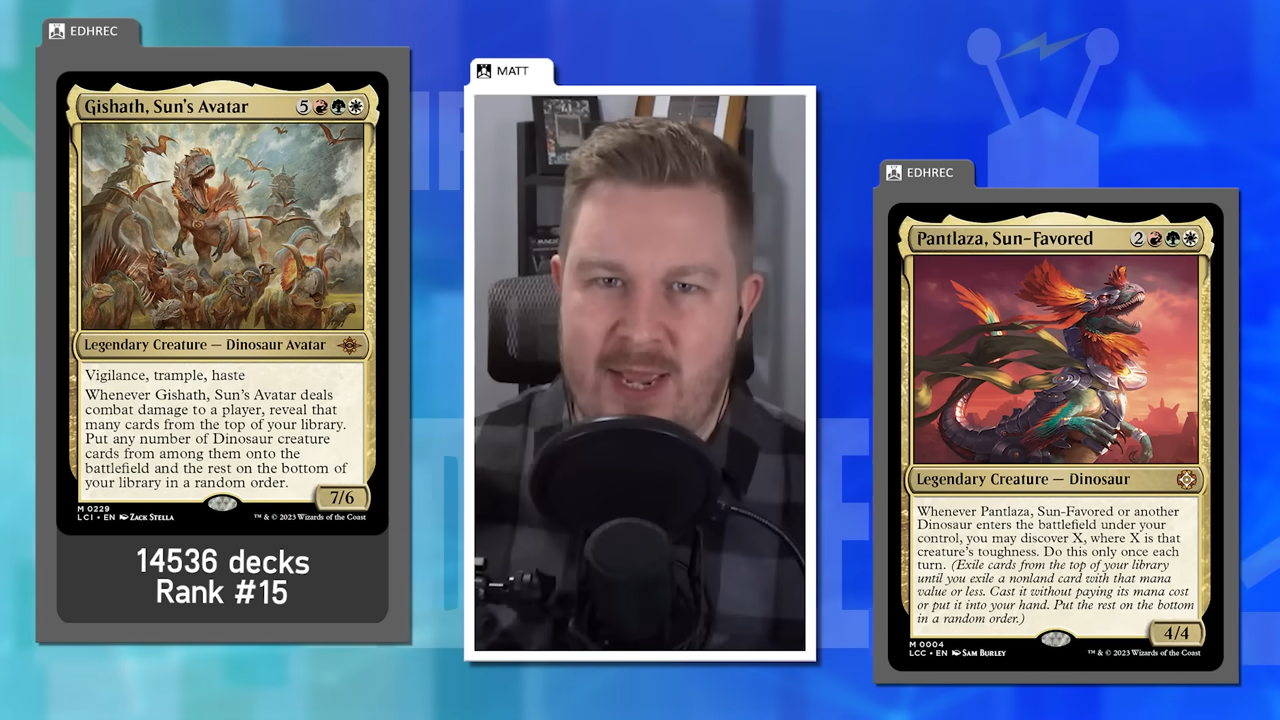 EDHREC
Gishath, Sun's Avatar 5
Legendary Creature — Dinosaur Avatar
Vigilance, trample, haste
Whenever Gishath, Sun's Avatar deals
combat damage to a player, reveal that
many cards from the top of your library.
Put any number of Dinosaur creature
cards from among them onto the
battlefield and the rest on the bottom of
your library in a random order.
7/6
M 0229
LCI • EN Zack Stella
™ & © 2023 Wizards of the Coast
14536 decks
Rank #15
MATT
EDHREC
Pantlaza, Sun-Favored 2
Legendary Creature — Dinosaur
Whenever Pantlaza, Sun-Favored or another
Dinosaur enters the battlefield under your
control, you may discover X, where X is that
creature's toughness. Do this only once each
turn. (Exile cards from the top of your library
until you exile a nonland card with that mana
value or less. Cast it without paying its mana cost
or put it into your hand. Put the rest on the bottom
in a random order.)
4/4
M 0004
LCC • EN Sam Burley
™ & © 2023 Wizards of the Coast